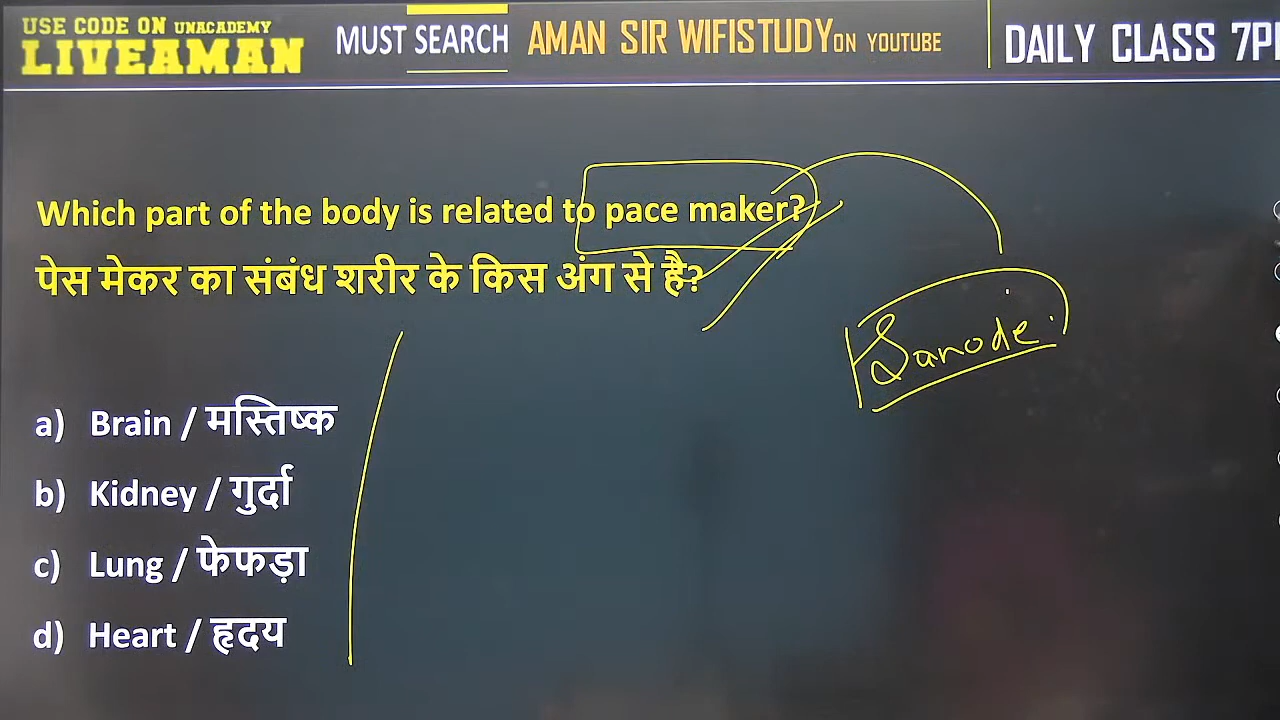 USE CODE ON UNACADEMY
LIVEAMAN
MUST SEARCH
AMAN SIR WIFISTUDY ON YOUTUBE
DAILY CLASS 7P
Which part of the body is related to pace maker?
पेस मेकर का संबंध शरीर के किस अंग से है?
Sanode
a) Brain / मस्तिष्क
b) Kidney / गुर्दा
c) Lung / फेफड़ा
d) Heart / हृदय